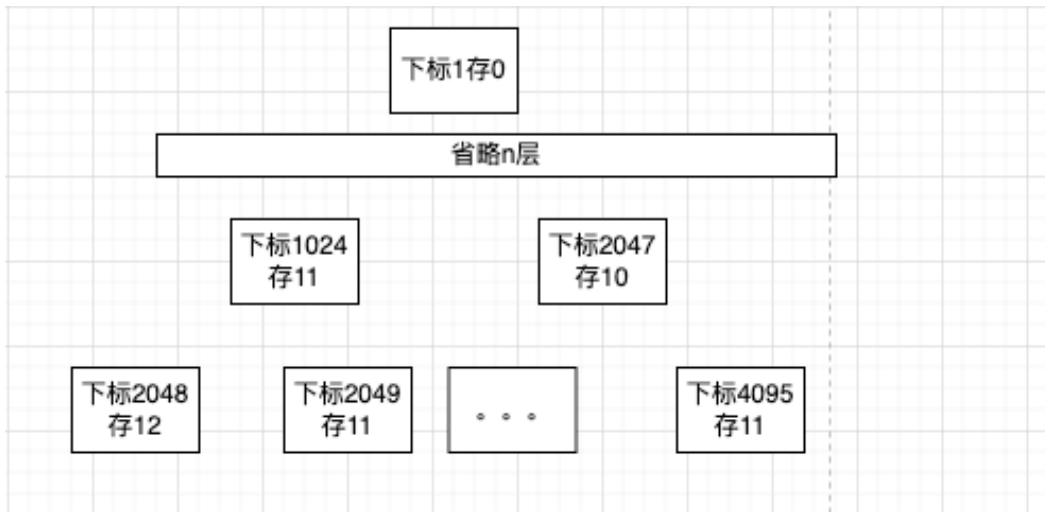 下标1存0
省略n层
下标1024
存11
下标2047
存10
下标2048
存12
下标2049
存11
。。。
下标4095
存11